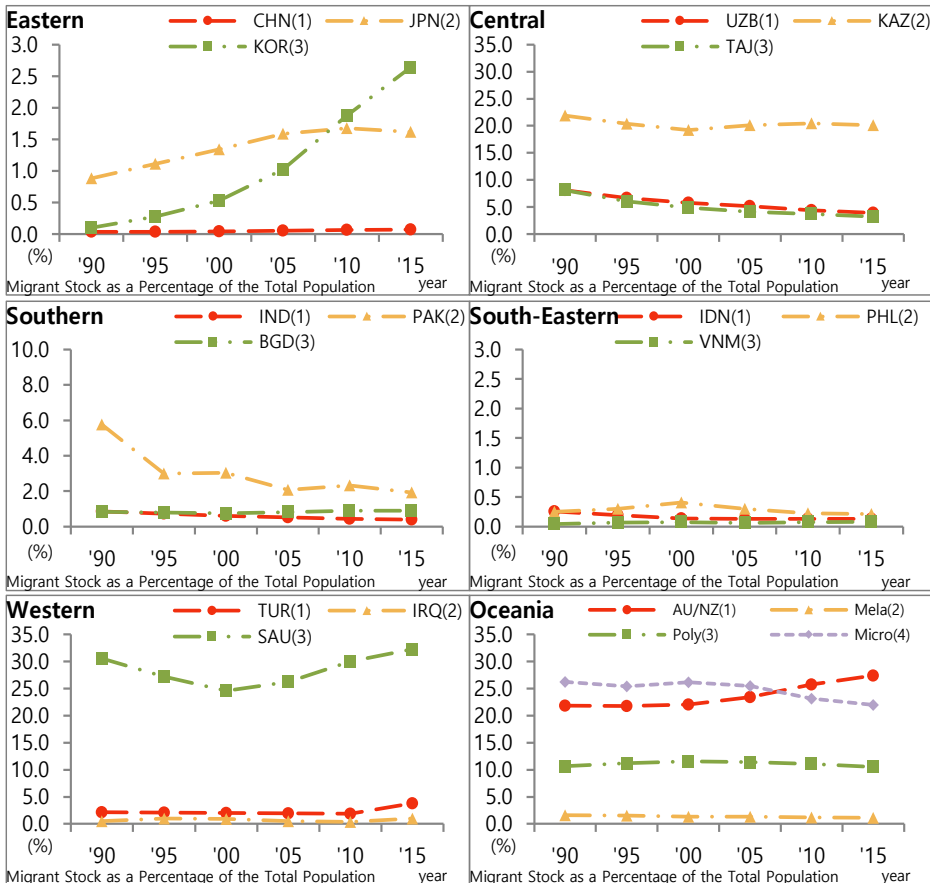 Eastern CHN(1) JPN(2)
KOR(3)
3.0
2.5
2.0
1.5
1.0
0.5
0.0
(%) '90 '95 '00 '05 '10 '15
Migrant Stock as a Percentage of the Total Population year
Central UZB(1) KAZ(2)
TAJ(3)
35.0
30.0
25.0
20.0
15.0
10.0
5.0
0.0
(%) '90 '95 '00 '05 '10 '15
Migrant Stock as a Percentage of the Total Population year
Southern IND(1) PAK(2)
BGD(3)
10.0
8.0
6.0
4.0
2.0
0.0
(%) '90 '95 '00 '05 '10 '15
Migrant Stock as a Percentage of the Total Population year
South-Eastern IDN(1) PHL(2)
VNM(3)
3.0
2.5
2.0
1.5
1.0
0.5
0.0
(%) '90 '95 '00 '05 '10 '15
Migrant Stock as a Percentage of the Total Population year
Western TUR(1) IRQ(2)
SAU(3)
35.0
30.0
25.0
20.0
15.0
10.0
5.0
0.0
(%) '90 '95 '00 '05 '10 '15
Migrant Stock as a Percentage of the Total Population year
Oceania AU/NZ(1) Mela(2)
Poly(3) Micro(4)
35.0
30.0
25.0
20.0
15.0
10.0
5.0
0.0
(%) '90 '95 '00 '05 '10 '15
Migrant Stock as a Percentage of the Total Population year